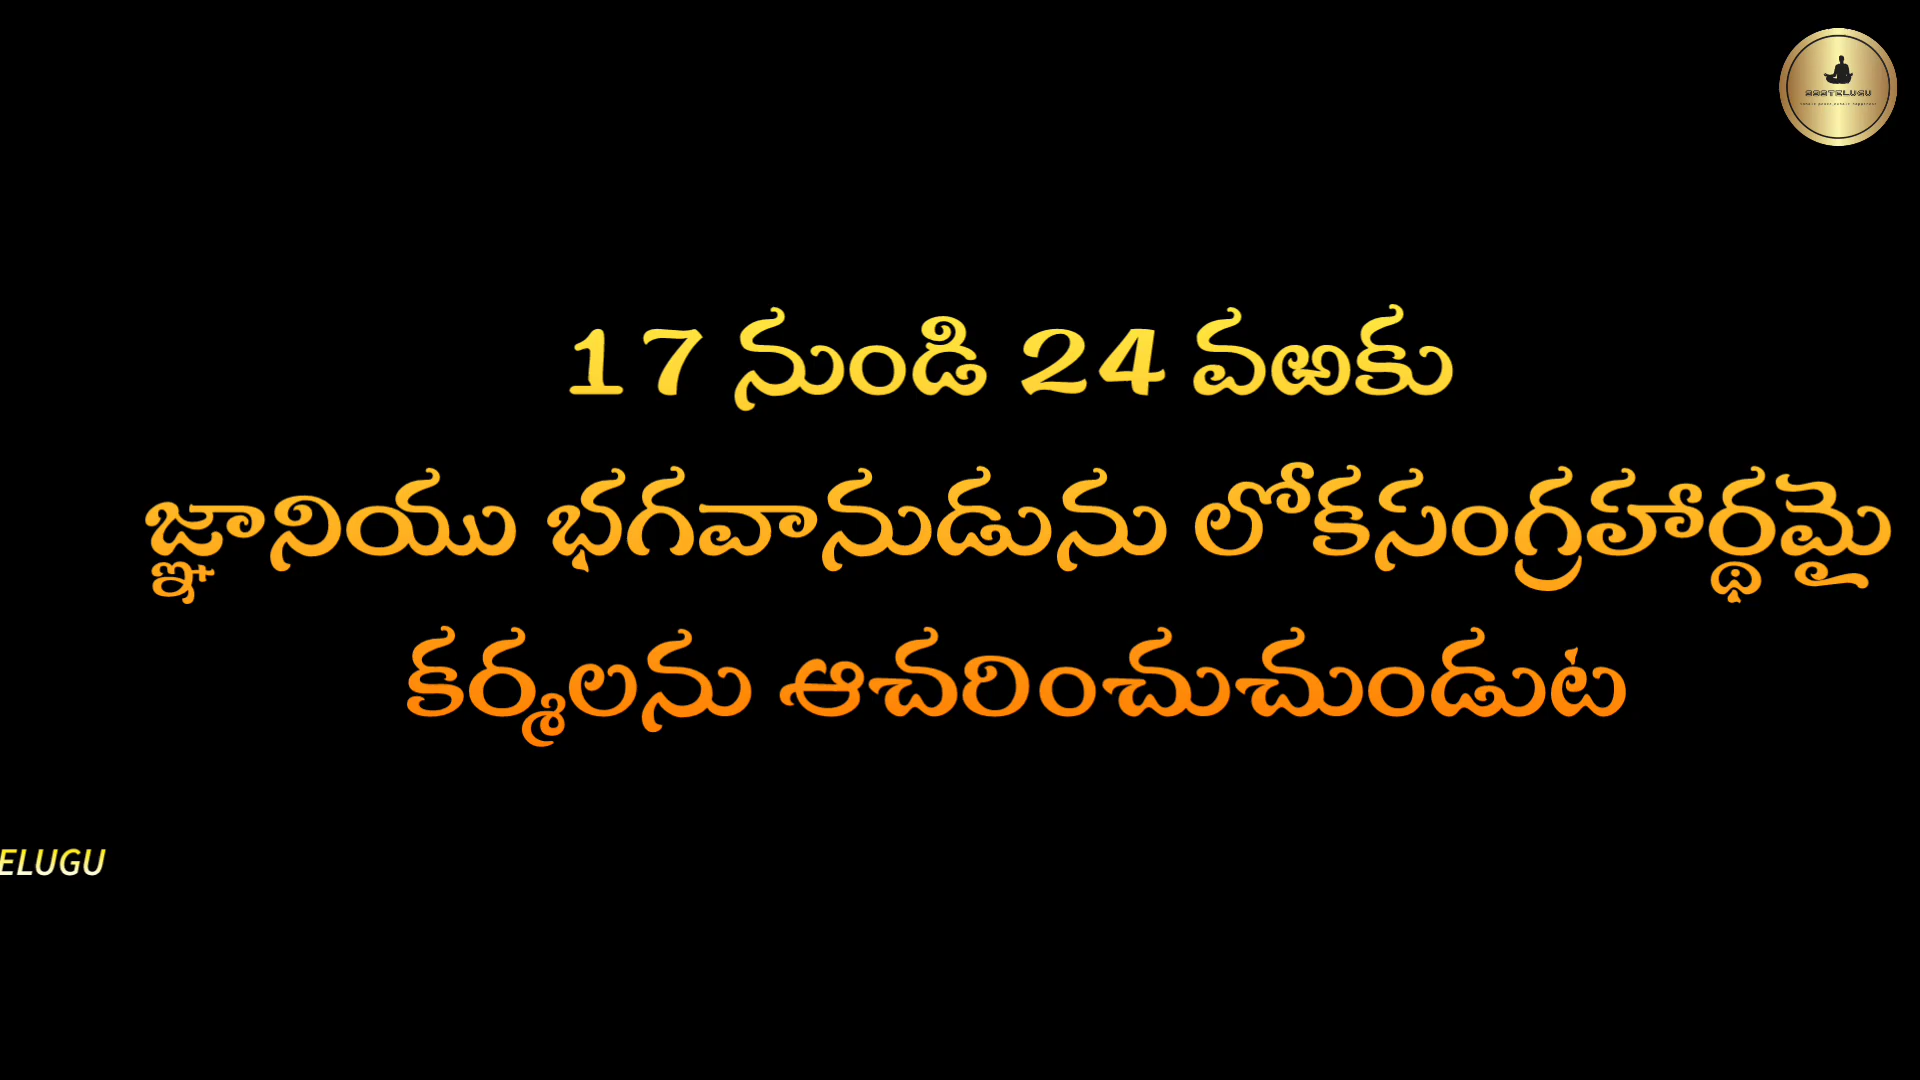 17 నుండి 24 వఱకు
జ్ఞానియు భగవానుడును లోకసంగ్రహార్థమై
కర్మలను ఆచరించుచుండుట
ELUGU